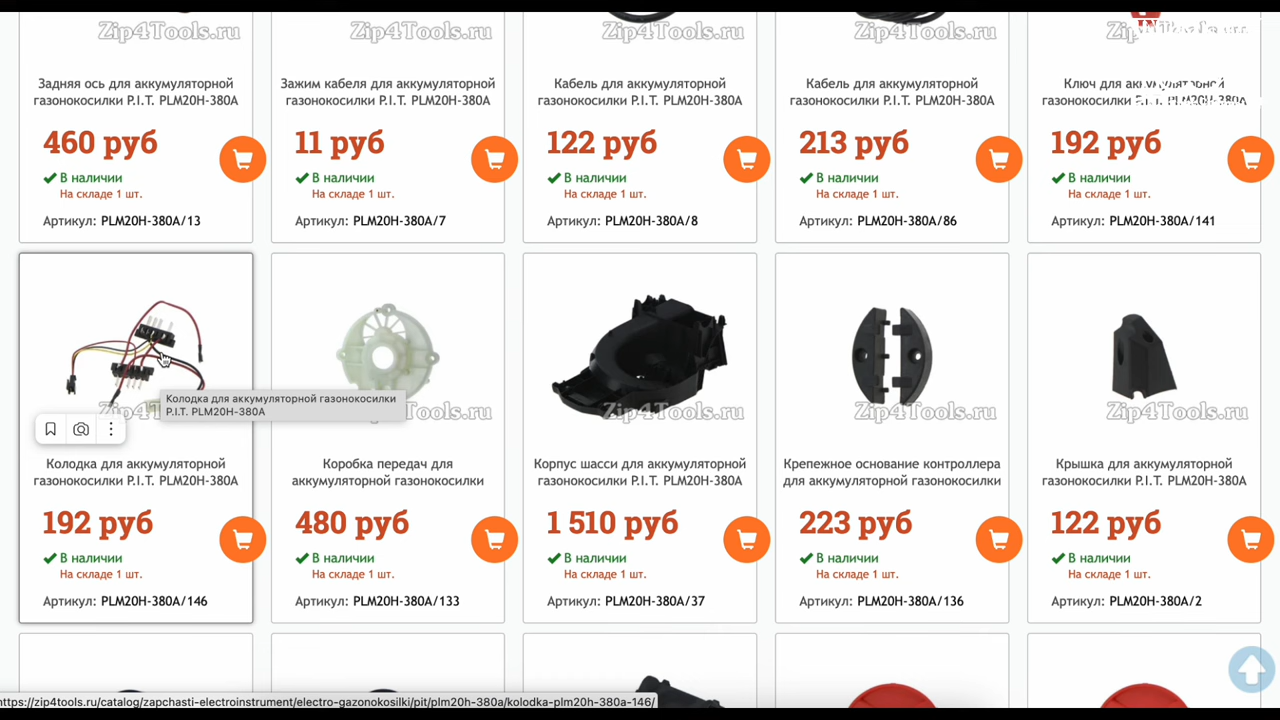 Zip4Tools.ru
Zip4Tools.ru
Zip4Tools.ru
Zip4Tools.ru
Задняя ось для аккумуляторной
газонокосилки P.I.T. PLM20H-380A
460 руб
В наличии
На складе 1 шт.
Артикул: PLM20H-380A/13
Зажим кабеля для аккумуляторной
газонокосилки P.I.T. PLM20H-380A
11 руб
В наличии
На складе 1 шт.
Артикул: PLM20H-380A/7
Кабель для аккумуляторной
газонокосилки P.I.T. PLM20H-380A
122 руб
В наличии
На складе 1 шт.
Артикул: PLM20H-380A/8
Кабель для аккумуляторной
газонокосилки P.I.T. PLM20H-380A
213 руб
В наличии
На складе 1 шт.
Артикул: PLM20H-380A/86
Ключ для аккумуляторной
газонокосилки P.I.T. PLM20H-380A
192 руб
В наличии
На складе 1 шт.
Артикул: PLM20H-380A/141
Колодка для аккумуляторной газонокосилки
P.I.T. PLM20H-380A
Колодка для аккумуляторной
газонокосилки P.I.T. PLM20H-380A
192 руб
В наличии
На складе 1 шт.
Артикул: PLM20H-380A/146
Коробка передач для
аккумуляторной газонокосилки
480 руб
В наличии
На складе 1 шт.
Артикул: PLM20H-380A/133
Zip4Tools.ru
Корпус шасси для аккумуляторной
газонокосилки P.I.T. PLM20H-380A
1 510 руб
В наличии
На складе 1 шт.
Артикул: PLM20H-380A/37
Zip4Tools.ru
Крепежное основание контроллера
для аккумуляторной газонокосилки
223 руб
В наличии
На складе 1 шт.
Артикул: PLM20H-380A/136
Zip4Tools.ru
Крышка для аккумуляторной
газонокосилки P.I.T. PLM20H-380A
122 руб
В наличии
На складе 1 шт.
Артикул: PLM20H-380A/2
https://zip4tools.ru/catalog/zapchasti-electroinstrument/electro-gazonokosilki/pit/plm20h-380a/kolodka-plm20h-380a-146/